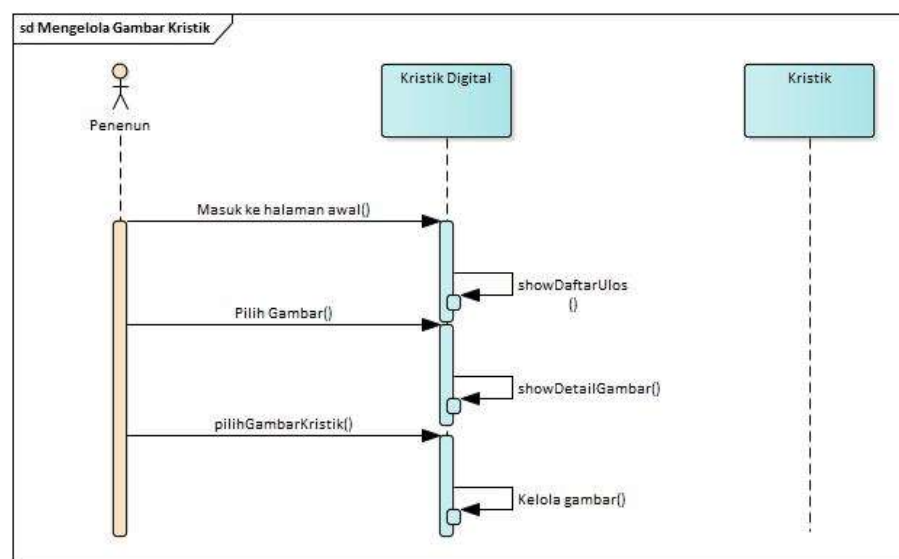 sd Mengelola Gambar Kristik
Penenun
Kristik Digital
Kristik
Masuk ke halaman awal()
showDaftarUlos
()
Pilih Gambar()
showDetailGambar()
pilihGambarKristik()
Kelola gambar()